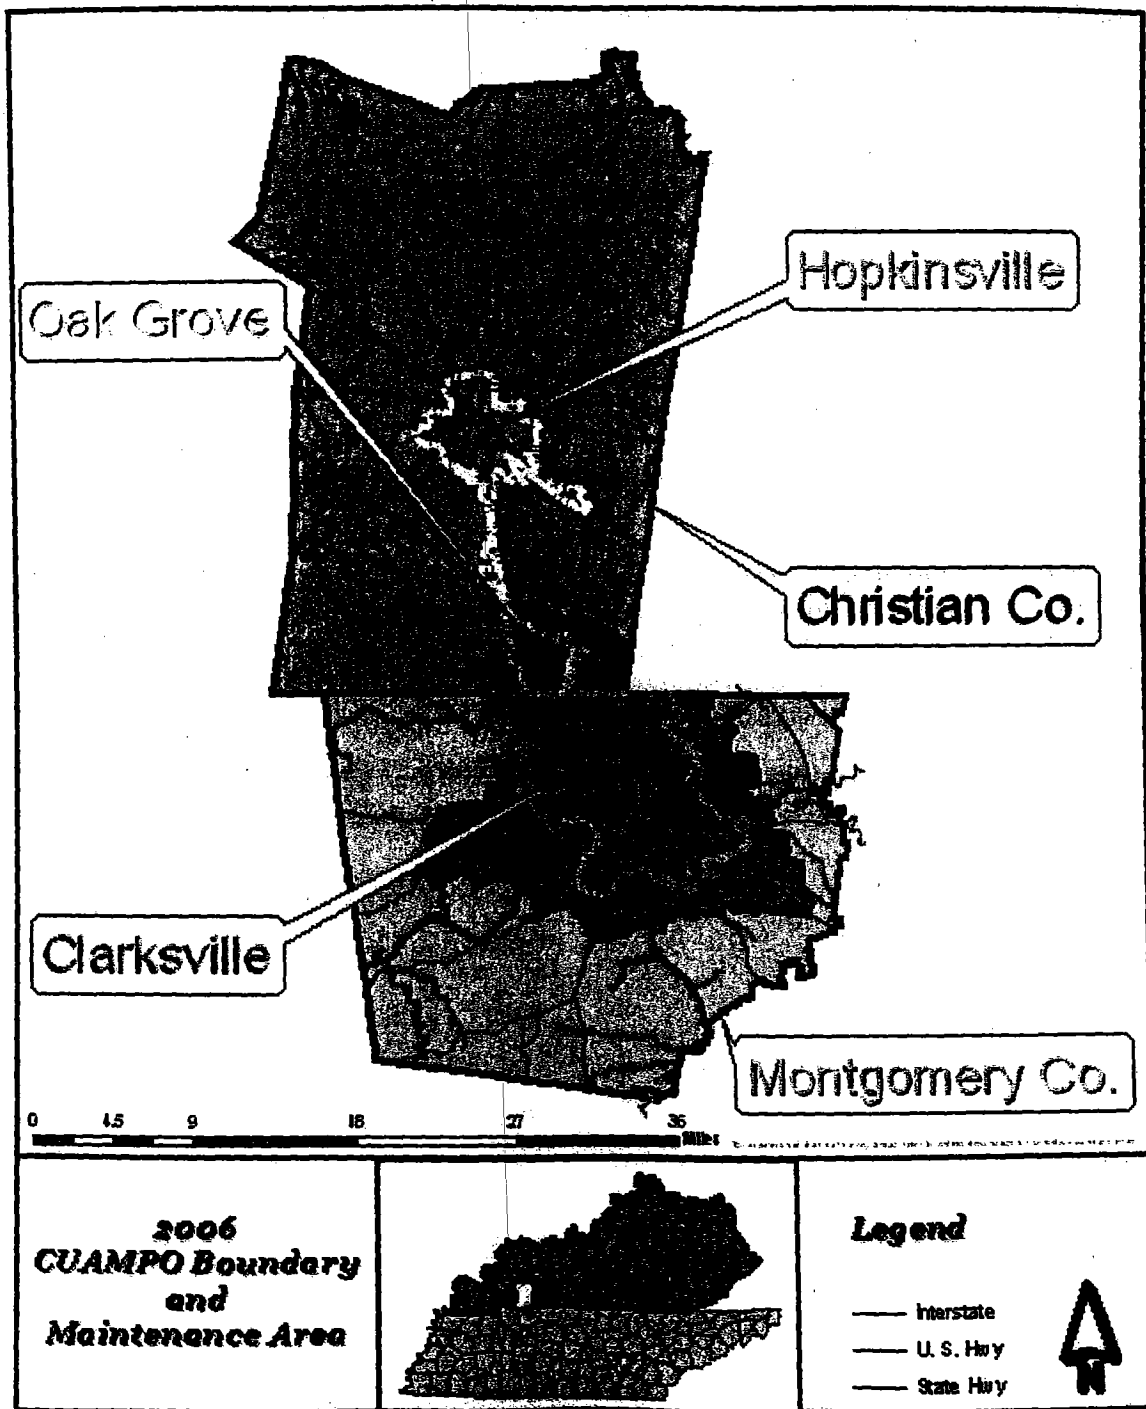 Hopkinsville
Oak Grove
Christian Co.
Clarksville
Montgomery Co.
0 4.5 9 18 27 36
Miles
2006
CUAMPO Boundary
and
Maintenance Area
Legend
Interstate
U. S. Hwy
State Hwy
N